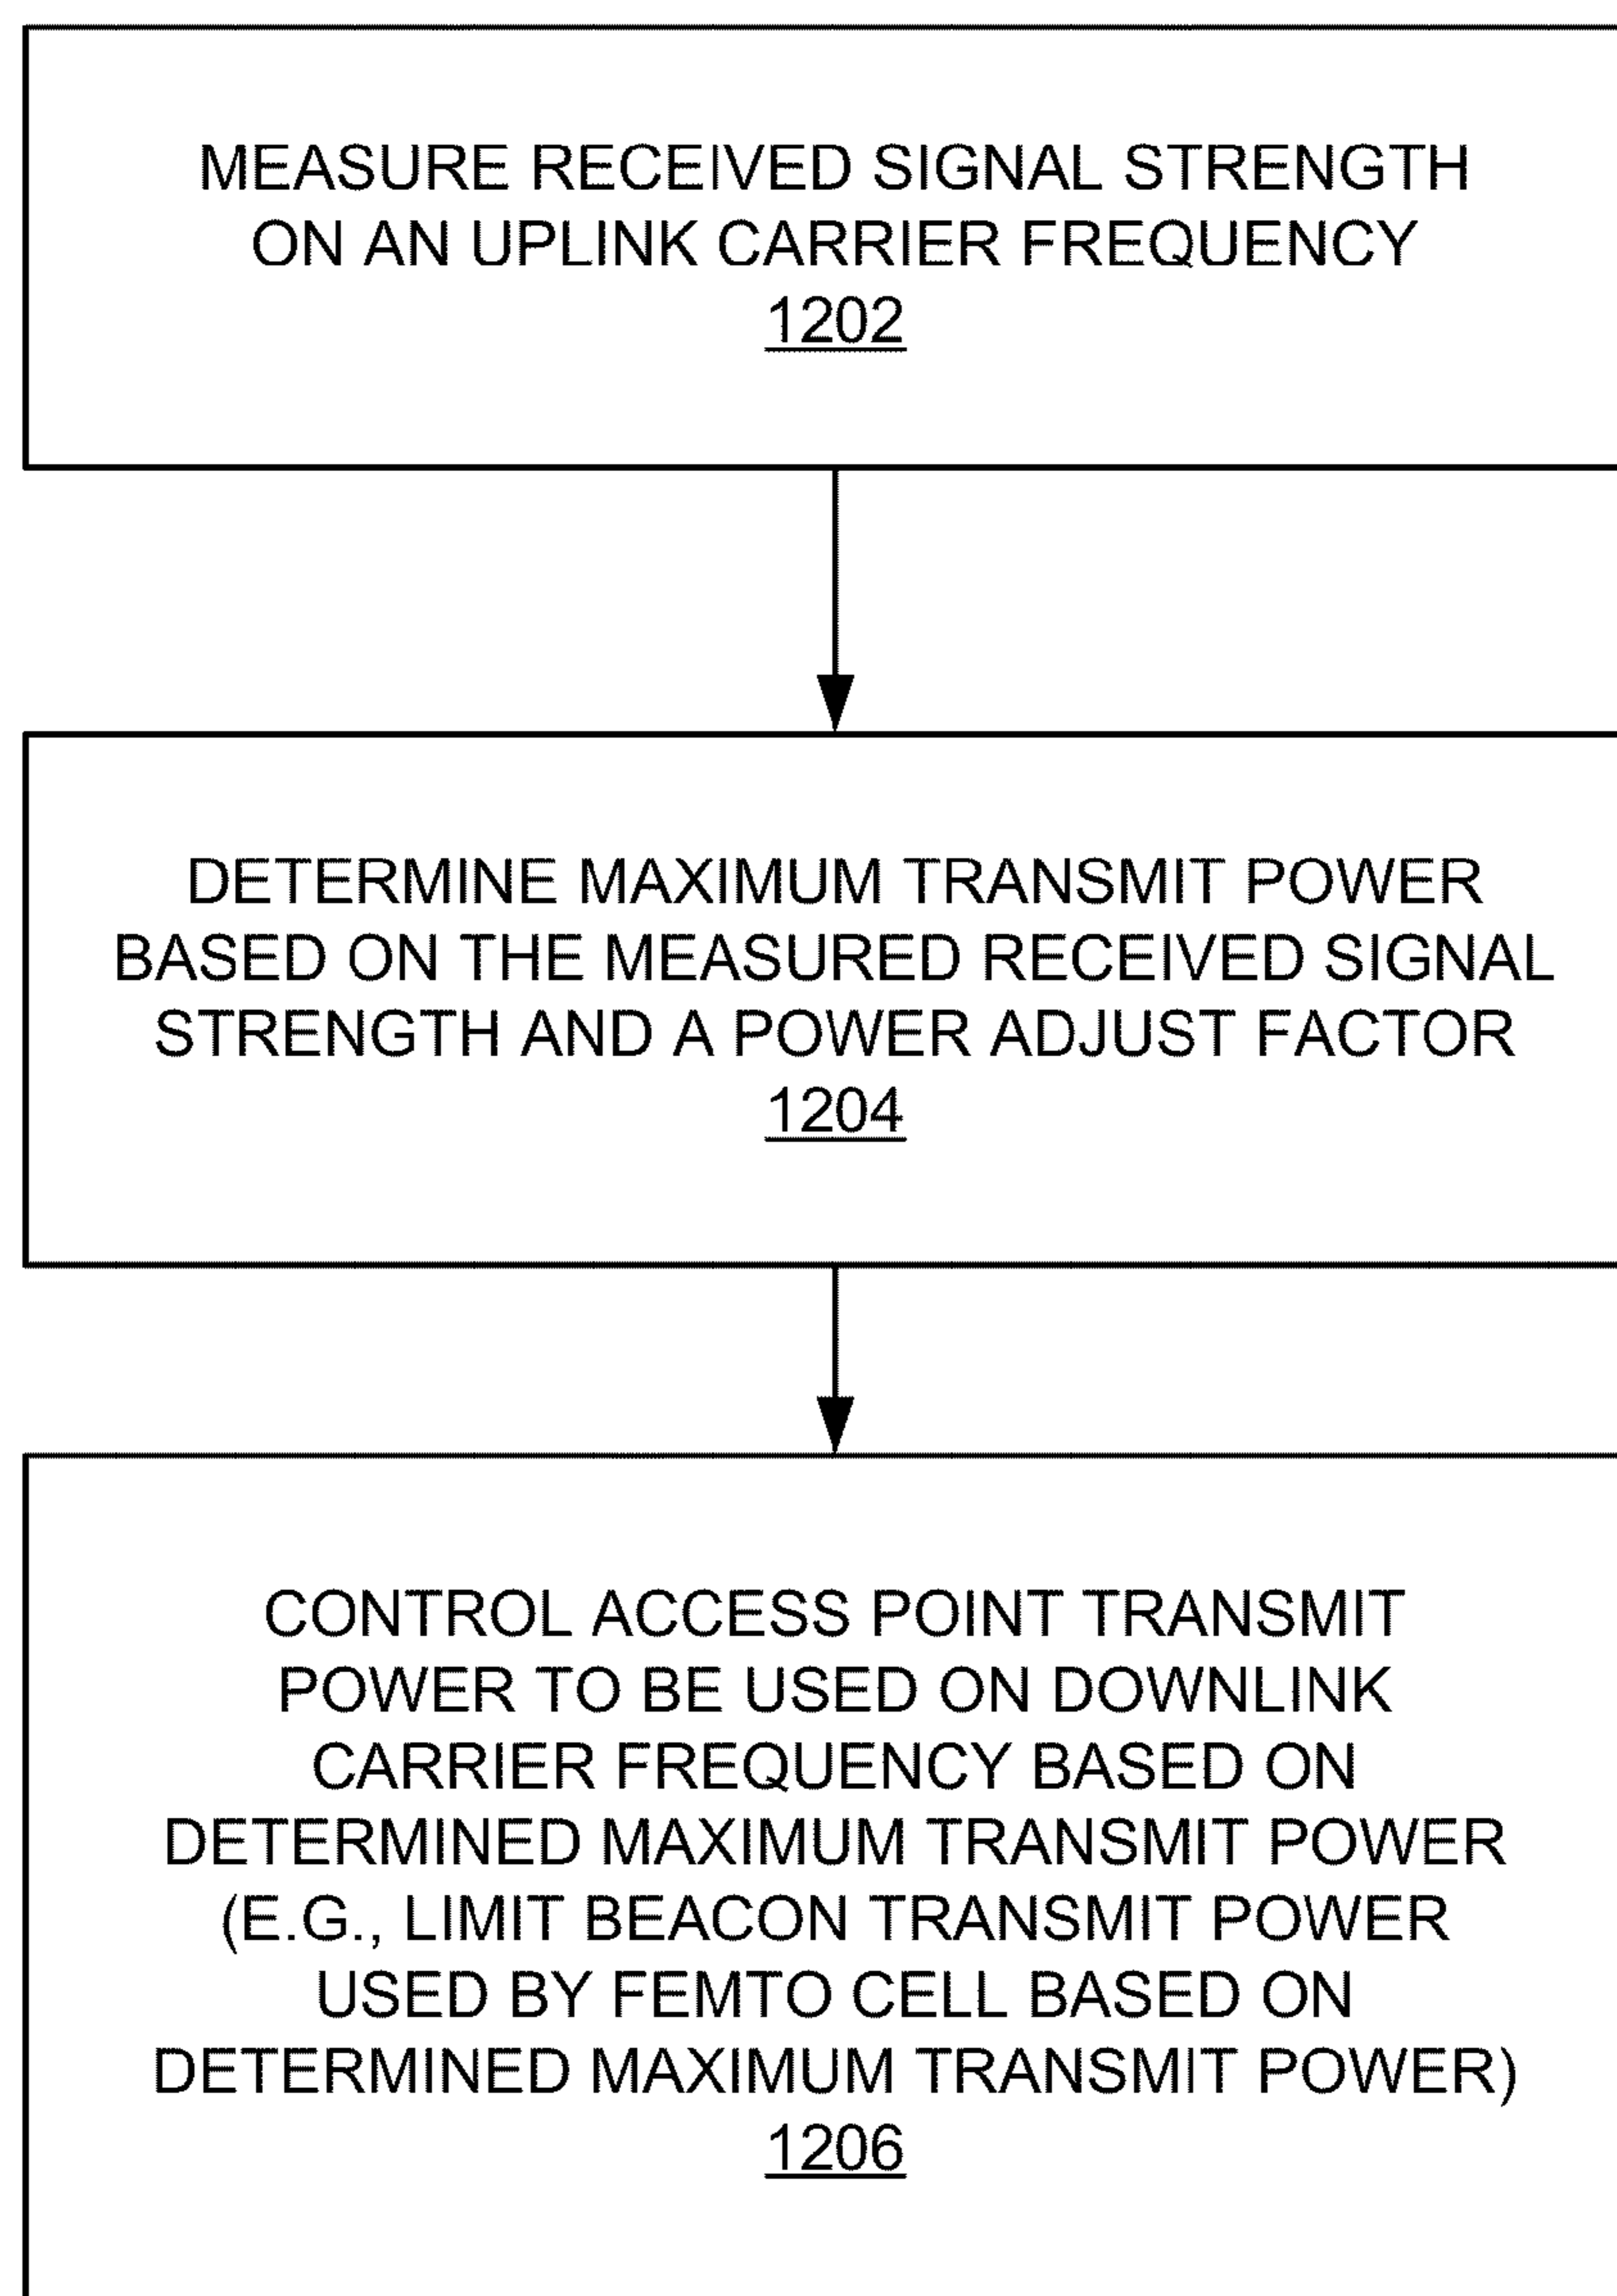 MEASURE RECEIVED SIGNAL STRENGTH
ON AN UPLINK CARRIER FREQUENCY
1202
DETERMINE MAXIMUM TRANSMIT POWER
BASED ON THE MEASURED RECEIVED SIGNAL
STRENGTH AND A POWER ADJUST FACTOR
1204
CONTROL ACCESS POINT TRANSMIT
POWER TO BE USED ON DOWNLINK
CARRIER FREQUENCY BASED ON
DETERMINED MAXIMUM TRANSMIT POWER
(E.G., LIMIT BEACON TRANSMIT POWER
USED BY FEMTO CELL BASED ON
DETERMINED MAXIMUM TRANSMIT POWER)
1206